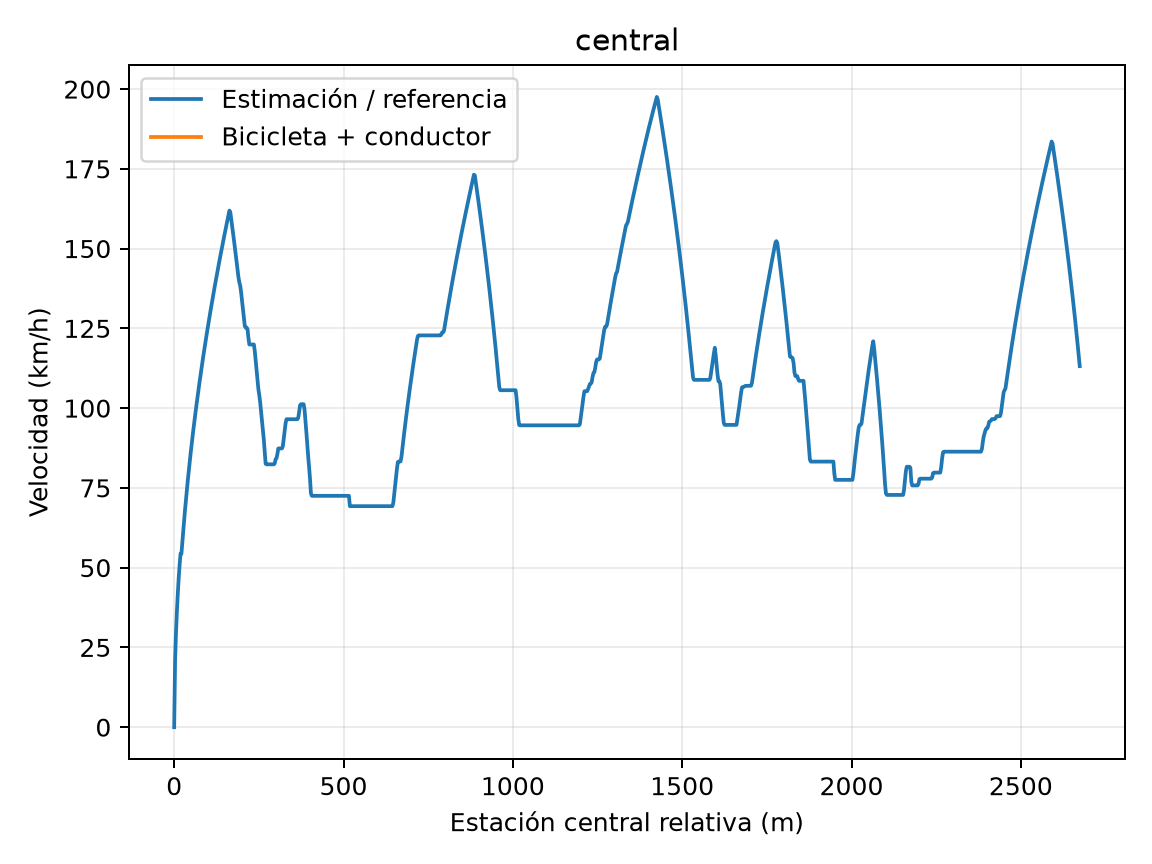 central
Estimación / referencia
Bicicleta + conductor
200
175
150
125
100
75
50
25
0
Velocidad (km/h)
0 500 1000 1500 2000 2500
Estación central relativa (m)